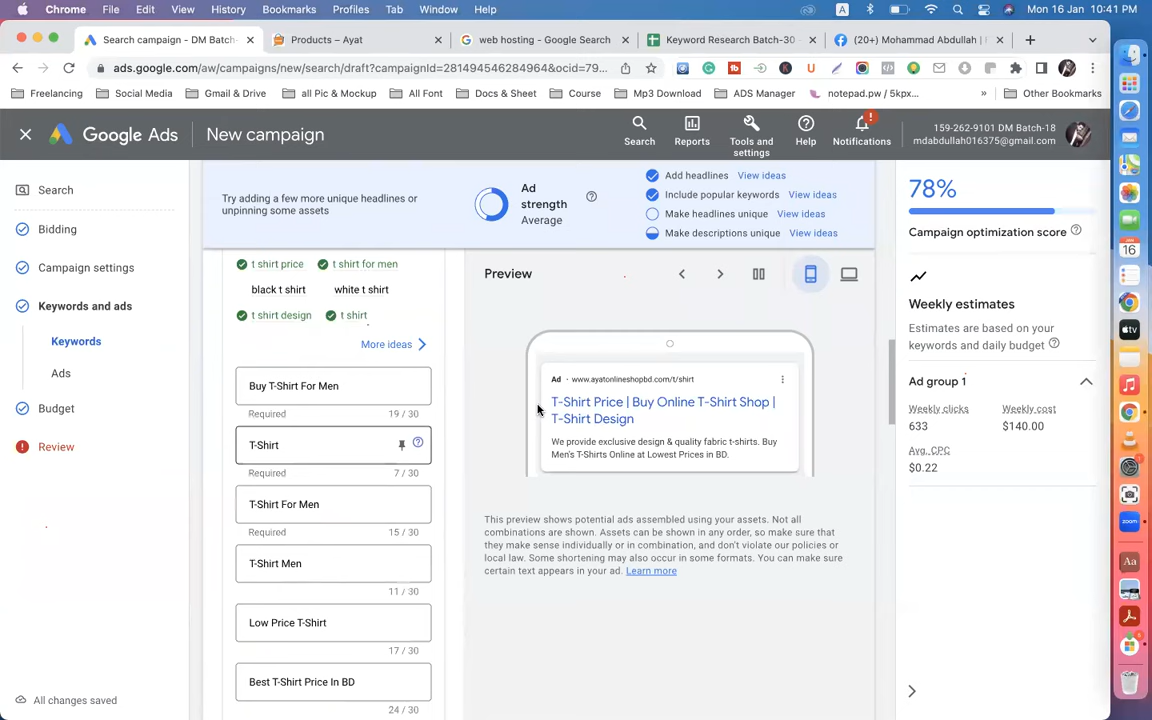 Chrome File Edit View History Bookmarks Profiles Tab Window Help A Mon 16 Jan 10:41 PM
Search campaign - DM Batch- Products – Ayat web hosting - Google Search Keyword Research Batch-30 - (20+) Mohammad Abdullah |
ads.google.com/aw/campaigns/new/search/draft?campaignId=281494546284964&ocid=79...
Freelancing Social Media Gmail & Drive all Pic & Mockup All Font Docs & Sheet Course Mp3 Download ADS Manager notepad.pw / 5kpx... » Other Bookmarks
Google Ads New campaign
Search Reports Tools and settings Help Notifications
159-262-9101 DM Batch-18
mdabdullah016375@gmail.com
Search
Bidding
Campaign settings
Keywords and ads
Keywords
Ads
Budget
Review
All changes saved
Try adding a few more unique headlines or
unpinning some assets
Ad
strength
Average
Add headlines View ideas
Include popular keywords View ideas
Make headlines unique View ideas
Make descriptions unique View ideas
t shirt price t shirt for men
black t shirt white t shirt
t shirt design t shirt
More ideas
Buy T-Shirt For Men
Required 19 / 30
T-Shirt
Required 7 / 30
T-Shirt For Men
Required 15 / 30
T-Shirt Men
11 / 30
Low Price T-Shirt
17 / 30
Best T-Shirt Price In BD
24 / 30
Preview
Ad · www.ayatonlineshopbd.com/t/shirt
T-Shirt Price | Buy Online T-Shirt Shop |
T-Shirt Design
We provide exclusive design & quality fabric t-shirts. Buy
Men's T-Shirts Online at Lowest Prices in BD.
This preview shows potential ads assembled using your assets. Not all
combinations are shown. Assets can be shown in any order, so make sure that
they make sense individually or in combination, and don't violate our policies or
local law. Some shortening may also occur in some formats. You can make sure
certain text appears in your ad. Learn more
78%
Campaign optimization score
Weekly estimates
Estimates are based on your
keywords and daily budget
Ad group 1
Weekly clicks Weekly cost
633 $140.00
Avg. CPC
$0.22
JAN
16
tv
zoom
Aa